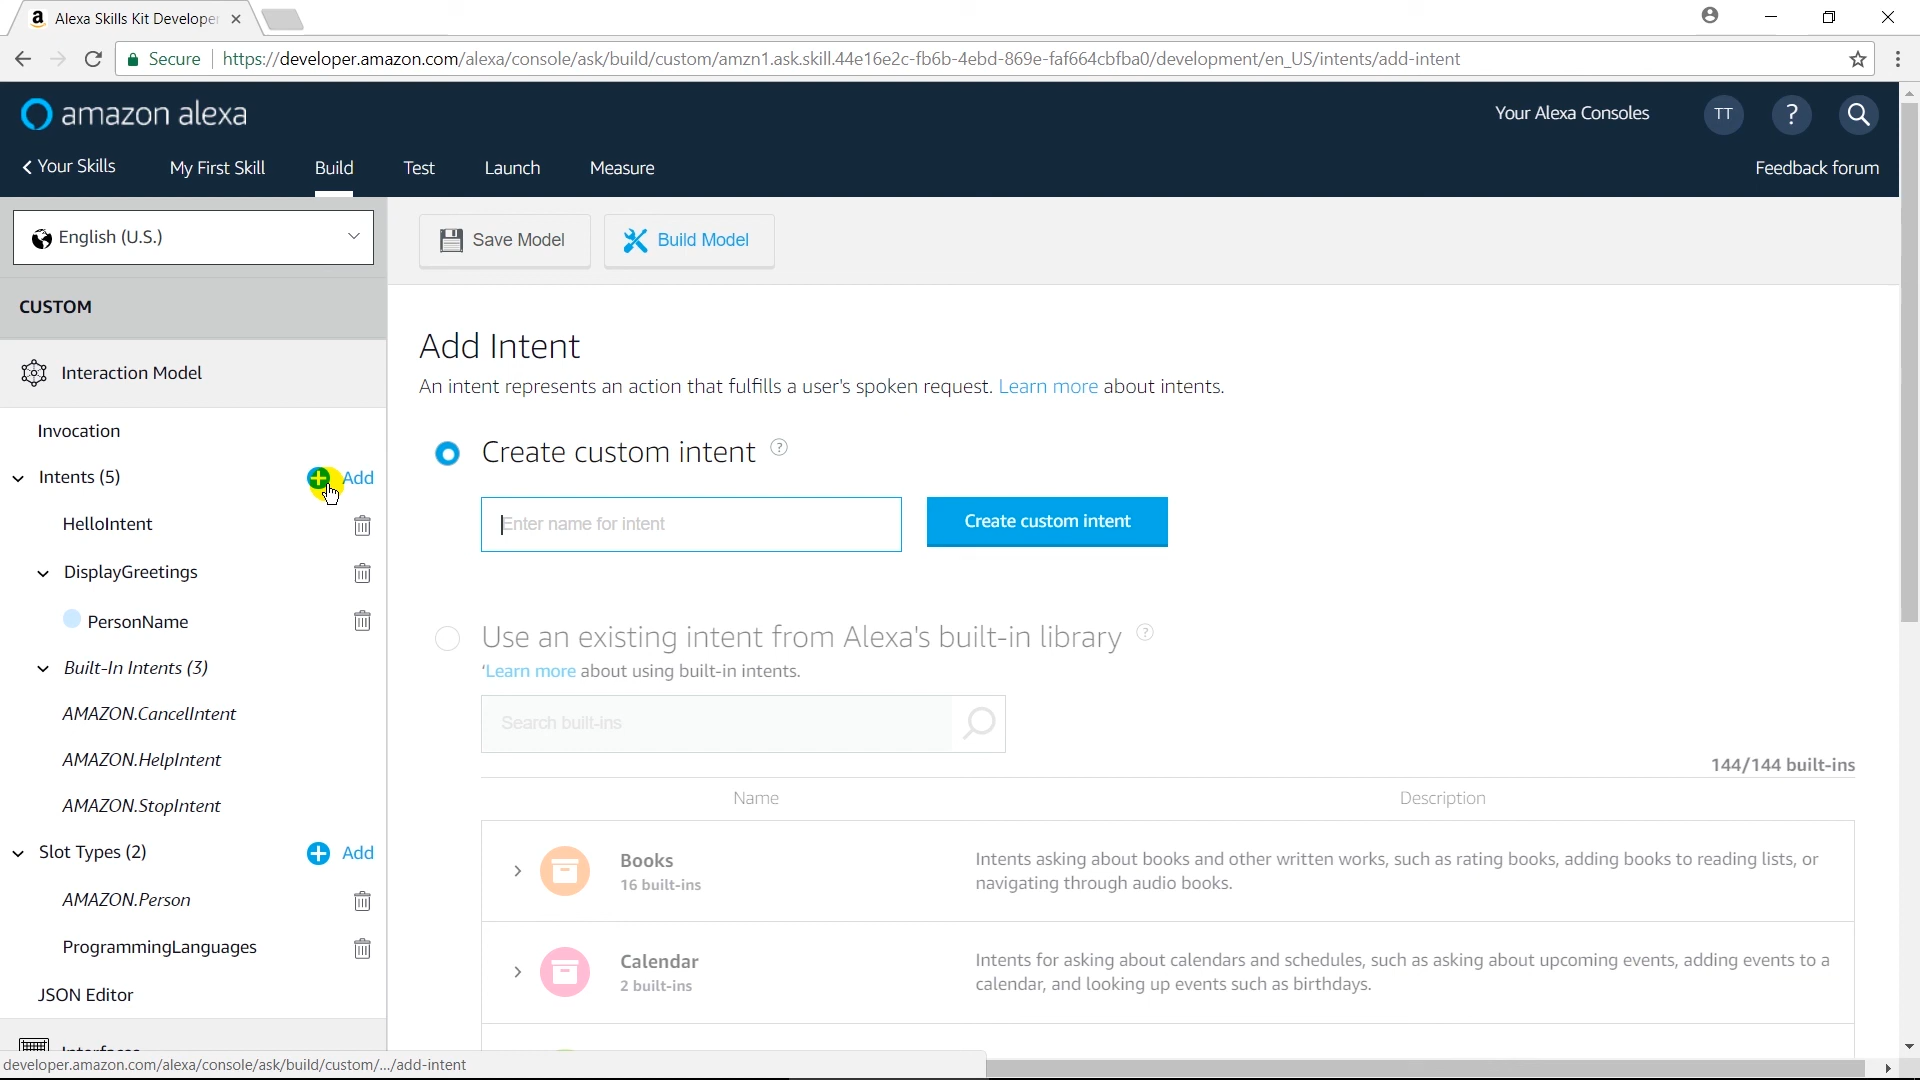 Alexa Skills Kit Develope
Secure
https://developer.amazon.com/alexa/console/ask/build/custom/amzn1.ask.skill.44e16e2c-fb6b-4ebd-869e-faf664cbfba0/development/en_US/intents/add-intent
amazon alexa
Your Alexa Consoles
TT
?
Your Skills
My First Skill
Build
Test
Launch
Measure
Feedback forum
English (U.S.)
Save Model
Build Model
CUSTOM
Interaction Model
Invocation
Intents (5)
Add
HelloIntent
DisplayGreetings
PersonName
Built-In Intents (3)
AMAZON.CancelIntent
AMAZON.HelpIntent
AMAZON.StopIntent
Slot Types (2)
Add
AMAZON.Person
ProgrammingLanguages
JSON Editor
developer.amazon.com/alexa/console/ask/build/custom/.../add-intent
Add Intent
An intent represents an action that fulfills a user's spoken request. Learn more about intents.
Create custom intent ?
Enter name for intent
Create custom intent
Use an existing intent from Alexa's built-in library ?
'Learn more about using built-in intents.
Search built-ins
144/144 built-ins
Name
Description
Books
16 built-ins
Intents asking about books and other written works, such as rating books, adding books to reading lists, or
navigating through audio books.
Calendar
2 built-ins
Intents for asking about calendars and schedules, such as asking about upcoming events, adding events to a
calendar, and looking up events such as birthdays.